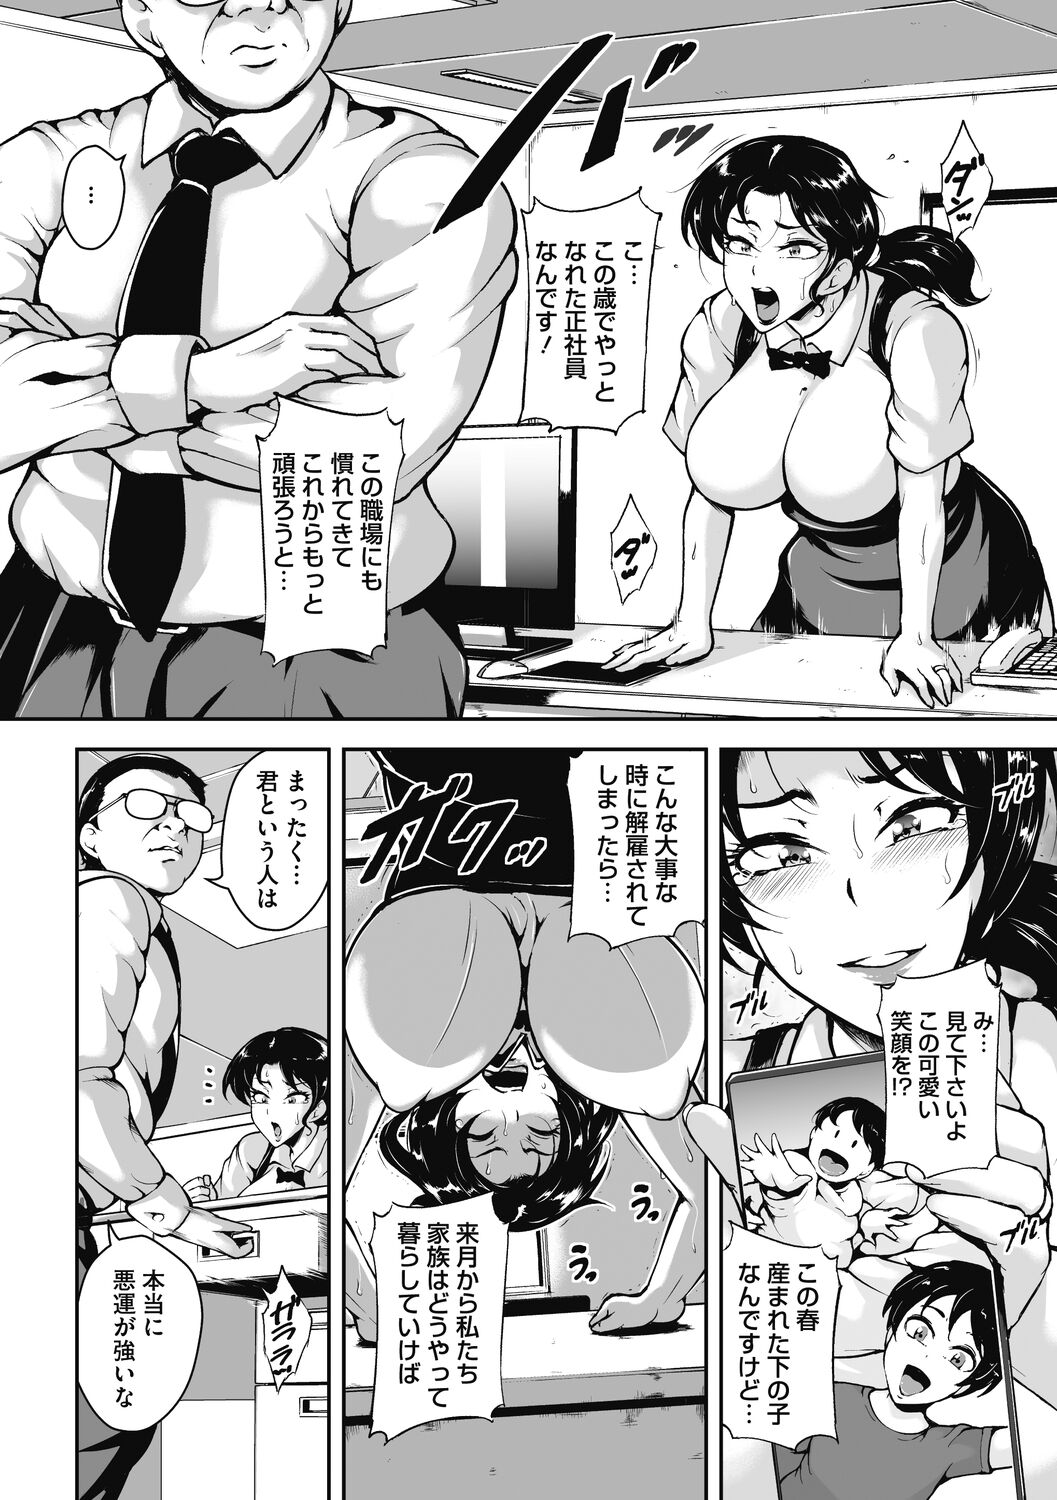 バッ
ダンッ
こ…
この歳でやっと
なれた正社員
なんです!
ダンッ
…
この職場にも
慣れてきて
これからもっと
頑張ろうと…
ブル
ブル
ブル
み…
見て下さいよ
この可愛い
笑顔を!?
この春
産まれた下の子
なんですけど…
こんな大事な
時に解雇されて
しまったら…
ガクッ…
うっ
うっ
来月から私たち
家族はどうやって
暮らしていけば
まったく…
君という人は
ガララッ
本当に
悪運が強いな